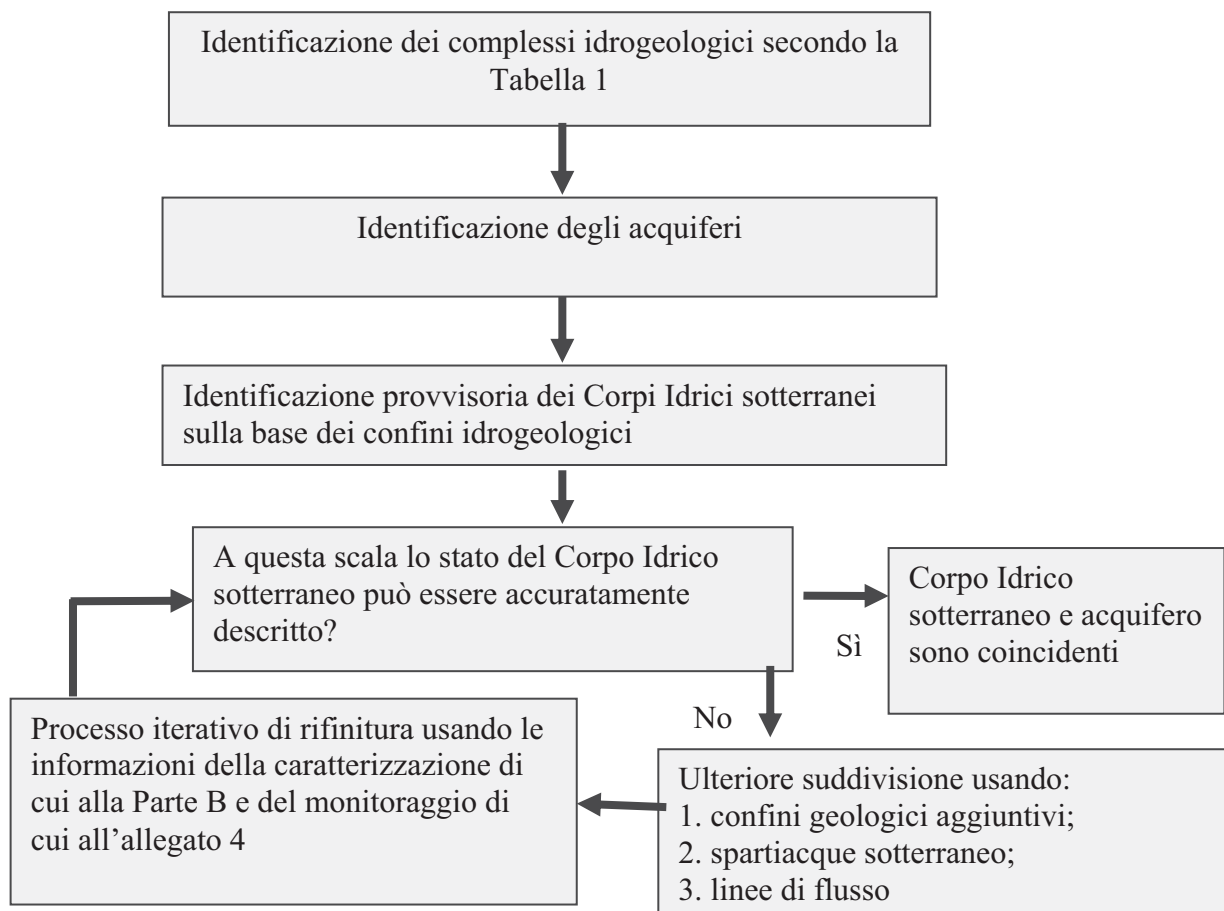 Identificazione dei complessi idrogeologici secondo la
Tabella 1
Identificazione degli acquiferi
Identificazione provvisoria dei Corpi Idrici sotterranei
sulla base dei confini idrogeologici
A questa scala lo stato del Corpo Idrico
sotterraneo può essere accuratamente
descritto?
Sì
Corpo Idrico
sotterraneo e acquifero
sono coincidenti
No
Ulteriore suddivisione usando:
1. confini geologici aggiuntivi;
2. spartiacque sotterraneo;
3. linee di flusso
Processo iterativo di rifinitura usando le
informazioni della caratterizzazione di
cui alla Parte B e del monitoraggio di
cui all’allegato 4